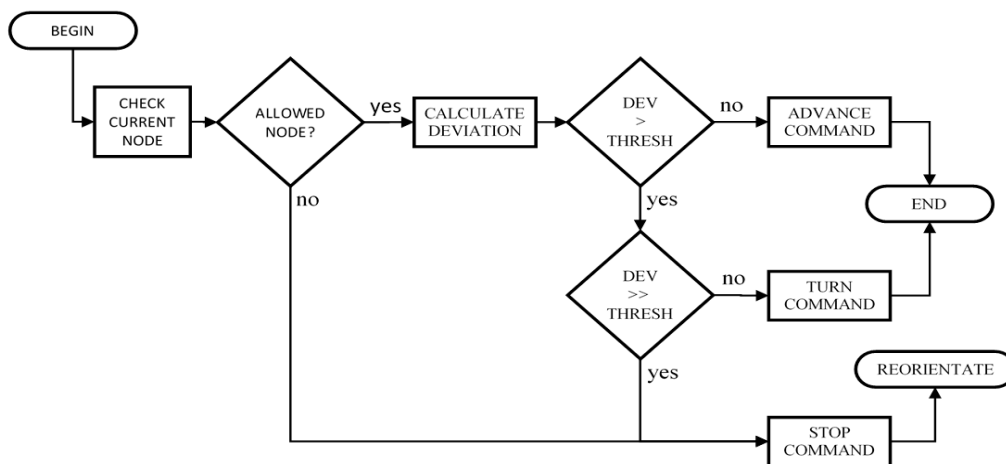 BEGIN
CHECK
CURRENT
NODE
ALLOWED
NODE?
yes
no
CALCULATE
DEVIATION
DEV
>
THRESH
no
yes
ADVANCE
COMMAND
END
DEV
>>
THRESH
no
yes
TURN
COMMAND
REORIENTATE
STOP
COMMAND